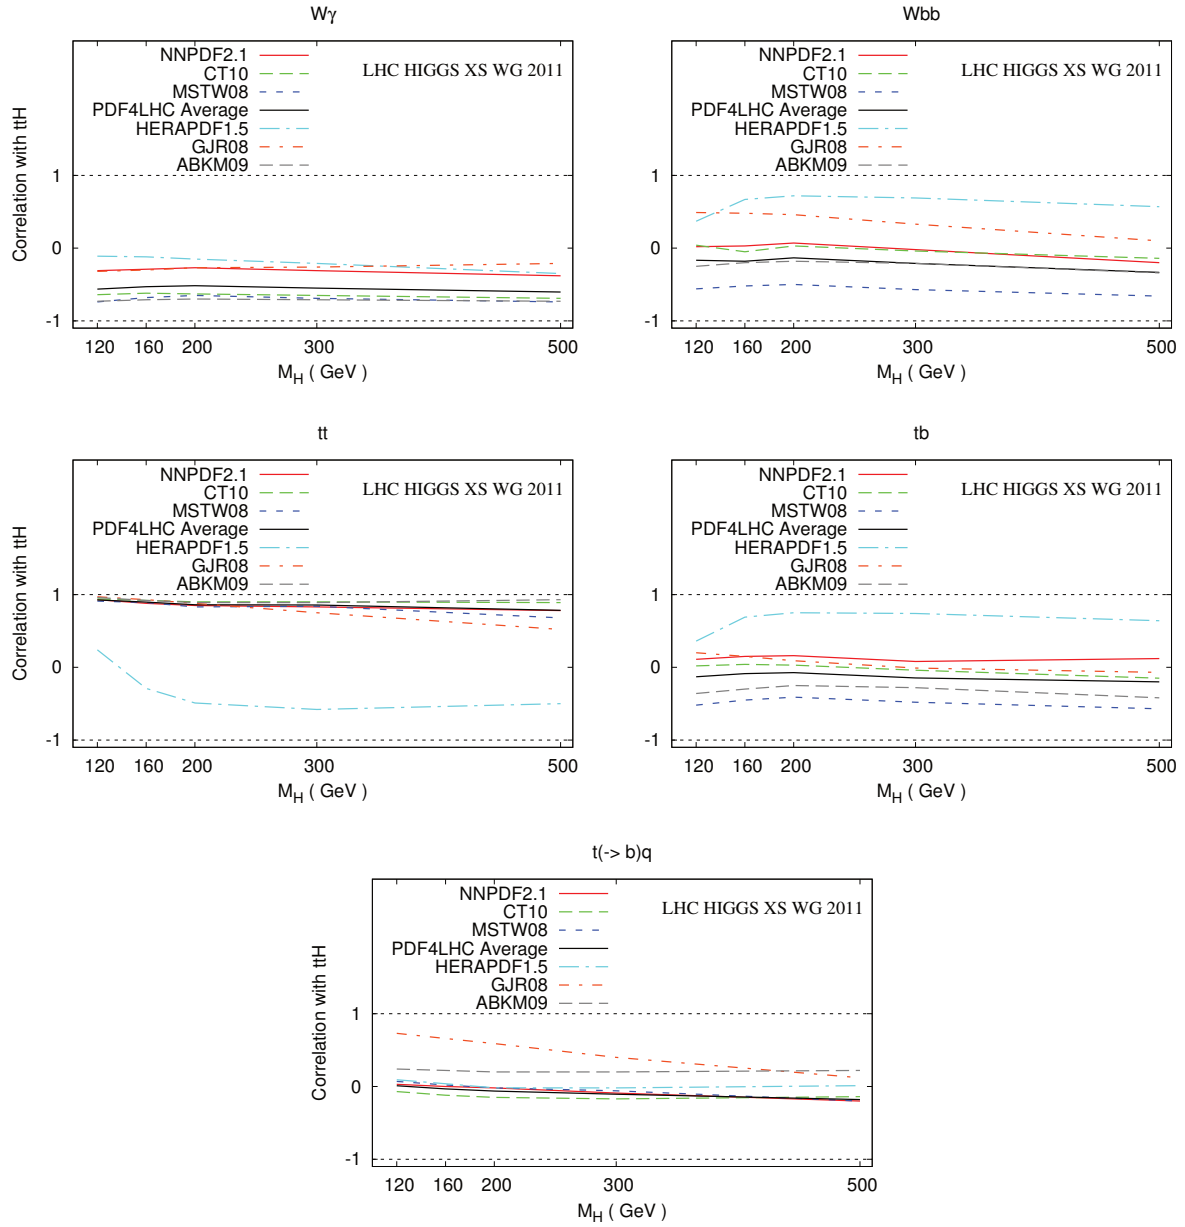 Wγ
NNPDF2.1
CT10
MSTW08
PDF4LHC Average
HERAPDF1.5
GJR08
ABKM09
LHC HIGGS XS WG 2011
Correlation with ttH
1
0
-1
120 160 200 300 500
M_H ( GeV )
Wbb
NNPDF2.1
CT10
MSTW08
PDF4LHC Average
HERAPDF1.5
GJR08
ABKM09
LHC HIGGS XS WG 2011
Correlation with ttH
1
0
-1
120 160 200 300 500
M_H ( GeV )
tt
NNPDF2.1
CT10
MSTW08
PDF4LHC Average
HERAPDF1.5
GJR08
ABKM09
LHC HIGGS XS WG 2011
Correlation with ttH
1
0
-1
120 160 200 300 500
M_H ( GeV )
tb
NNPDF2.1
CT10
MSTW08
PDF4LHC Average
HERAPDF1.5
GJR08
ABKM09
LHC HIGGS XS WG 2011
Correlation with ttH
1
0
-1
120 160 200 300 500
M_H ( GeV )
t(-> b)q
NNPDF2.1
CT10
MSTW08
PDF4LHC Average
HERAPDF1.5
GJR08
ABKM09
LHC HIGGS XS WG 2011
Correlation with ttH
1
0
-1
120 160 200 300 500
M_H ( GeV )